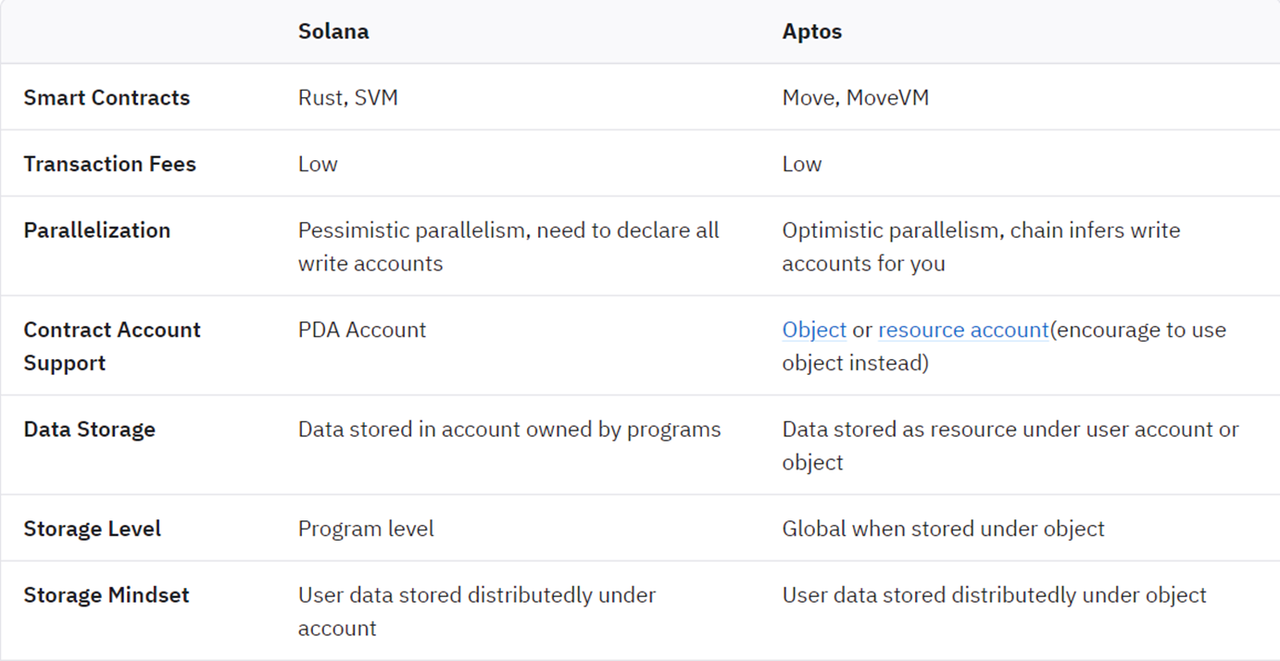 Solana Aptos
Smart Contracts Rust, SVM Move, MoveVM
Transaction Fees Low Low
Parallelization Pessimistic parallelism, need to declare all Optimistic parallelism, chain infers write
write accounts accounts for you
Contract Account PDA Account Object or resource account(encourage to use
Support object instead)
Data Storage Data stored in account owned by programs Data stored as resource under user account or
object
Storage Level Program level Global when stored under object
Storage Mindset User data stored distributedly under User data stored distributedly under object
account